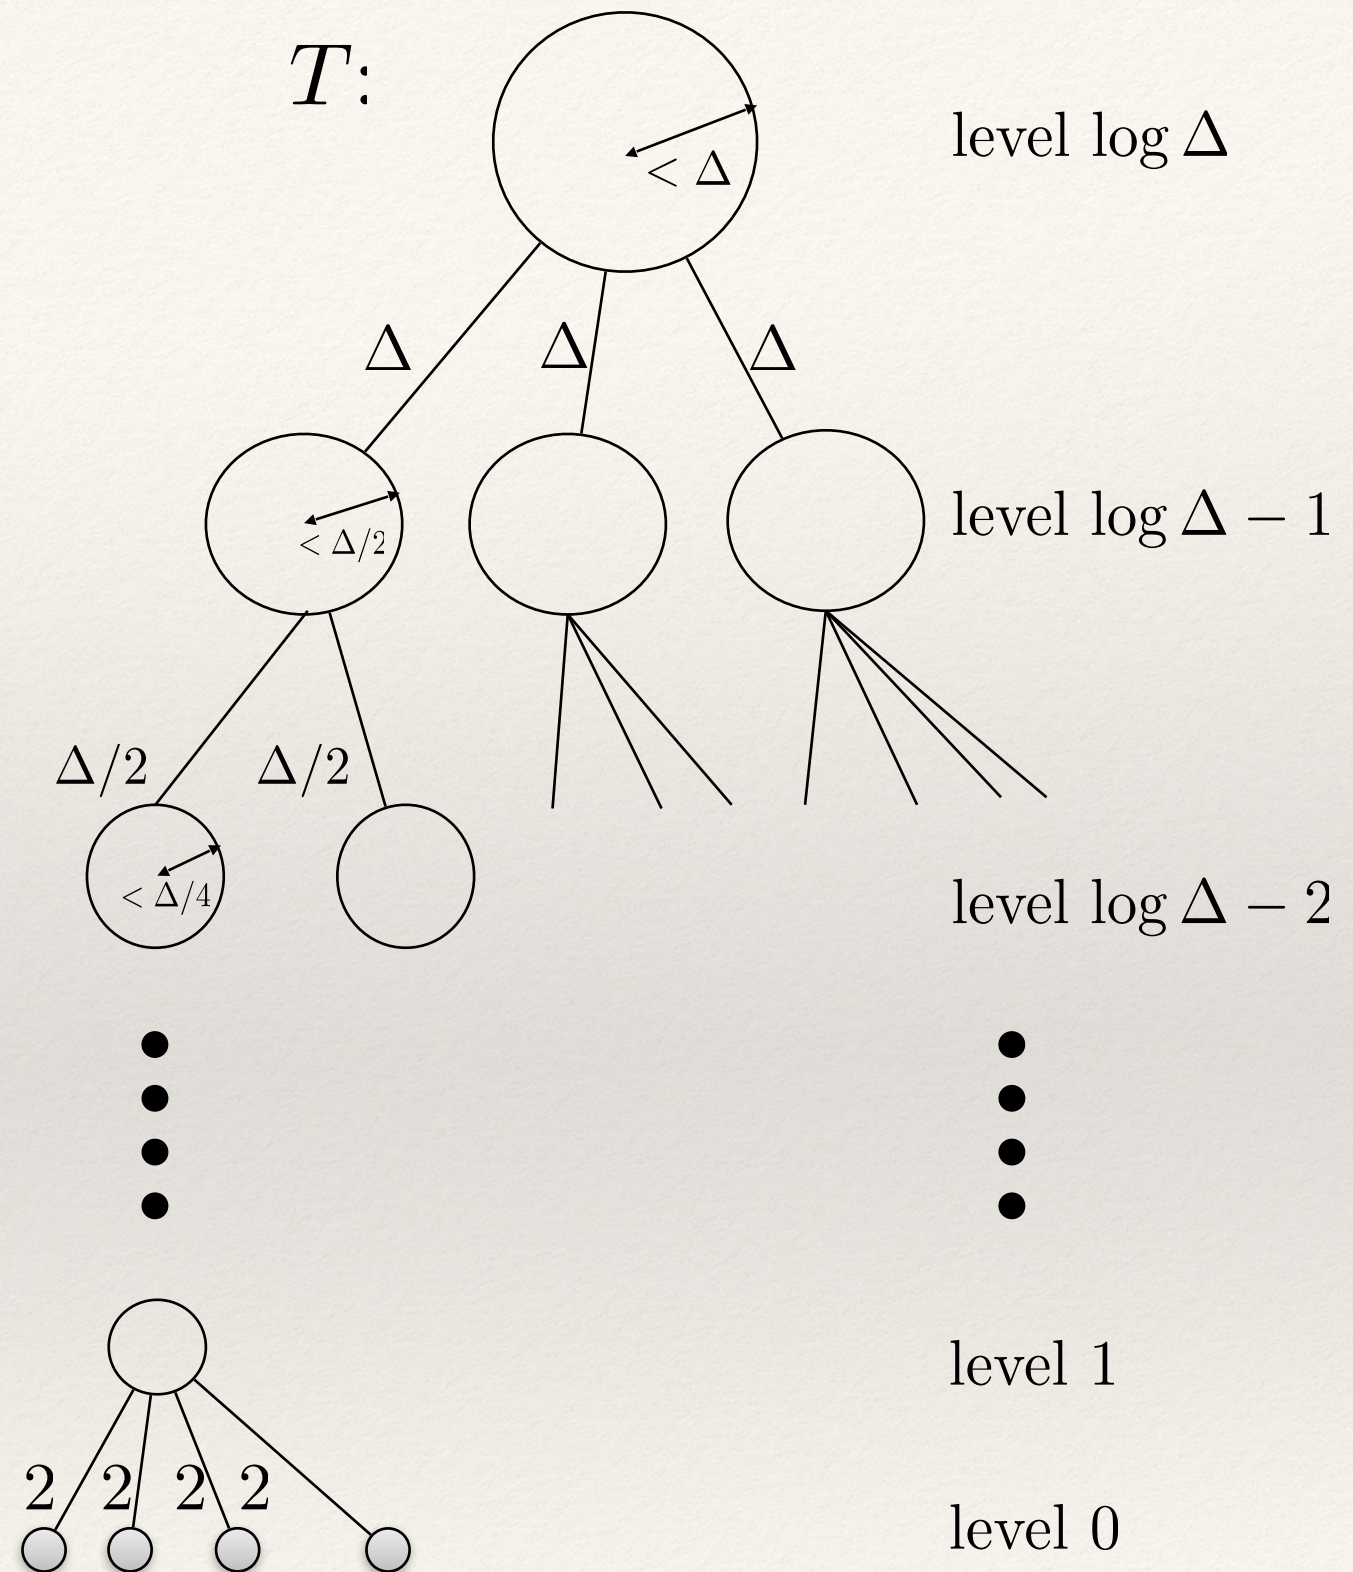 T:
level log Δ
< Δ
Δ Δ Δ
level log Δ − 1
< Δ/2
Δ/2 Δ/2
< Δ/4
level log Δ − 2
level 1
2 2 2 2
level 0